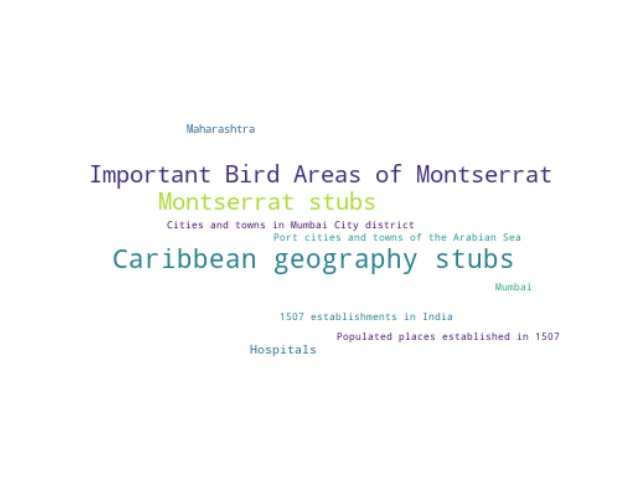 Maharashtra
Important Bird Areas of Montserrat
Montserrat stubs
Cities and towns in Mumbai City district
Port cities and towns of the Arabian Sea
Caribbean geography stubs
Mumbai
1507 establishments in India
Populated places established in 1507
Hospitals